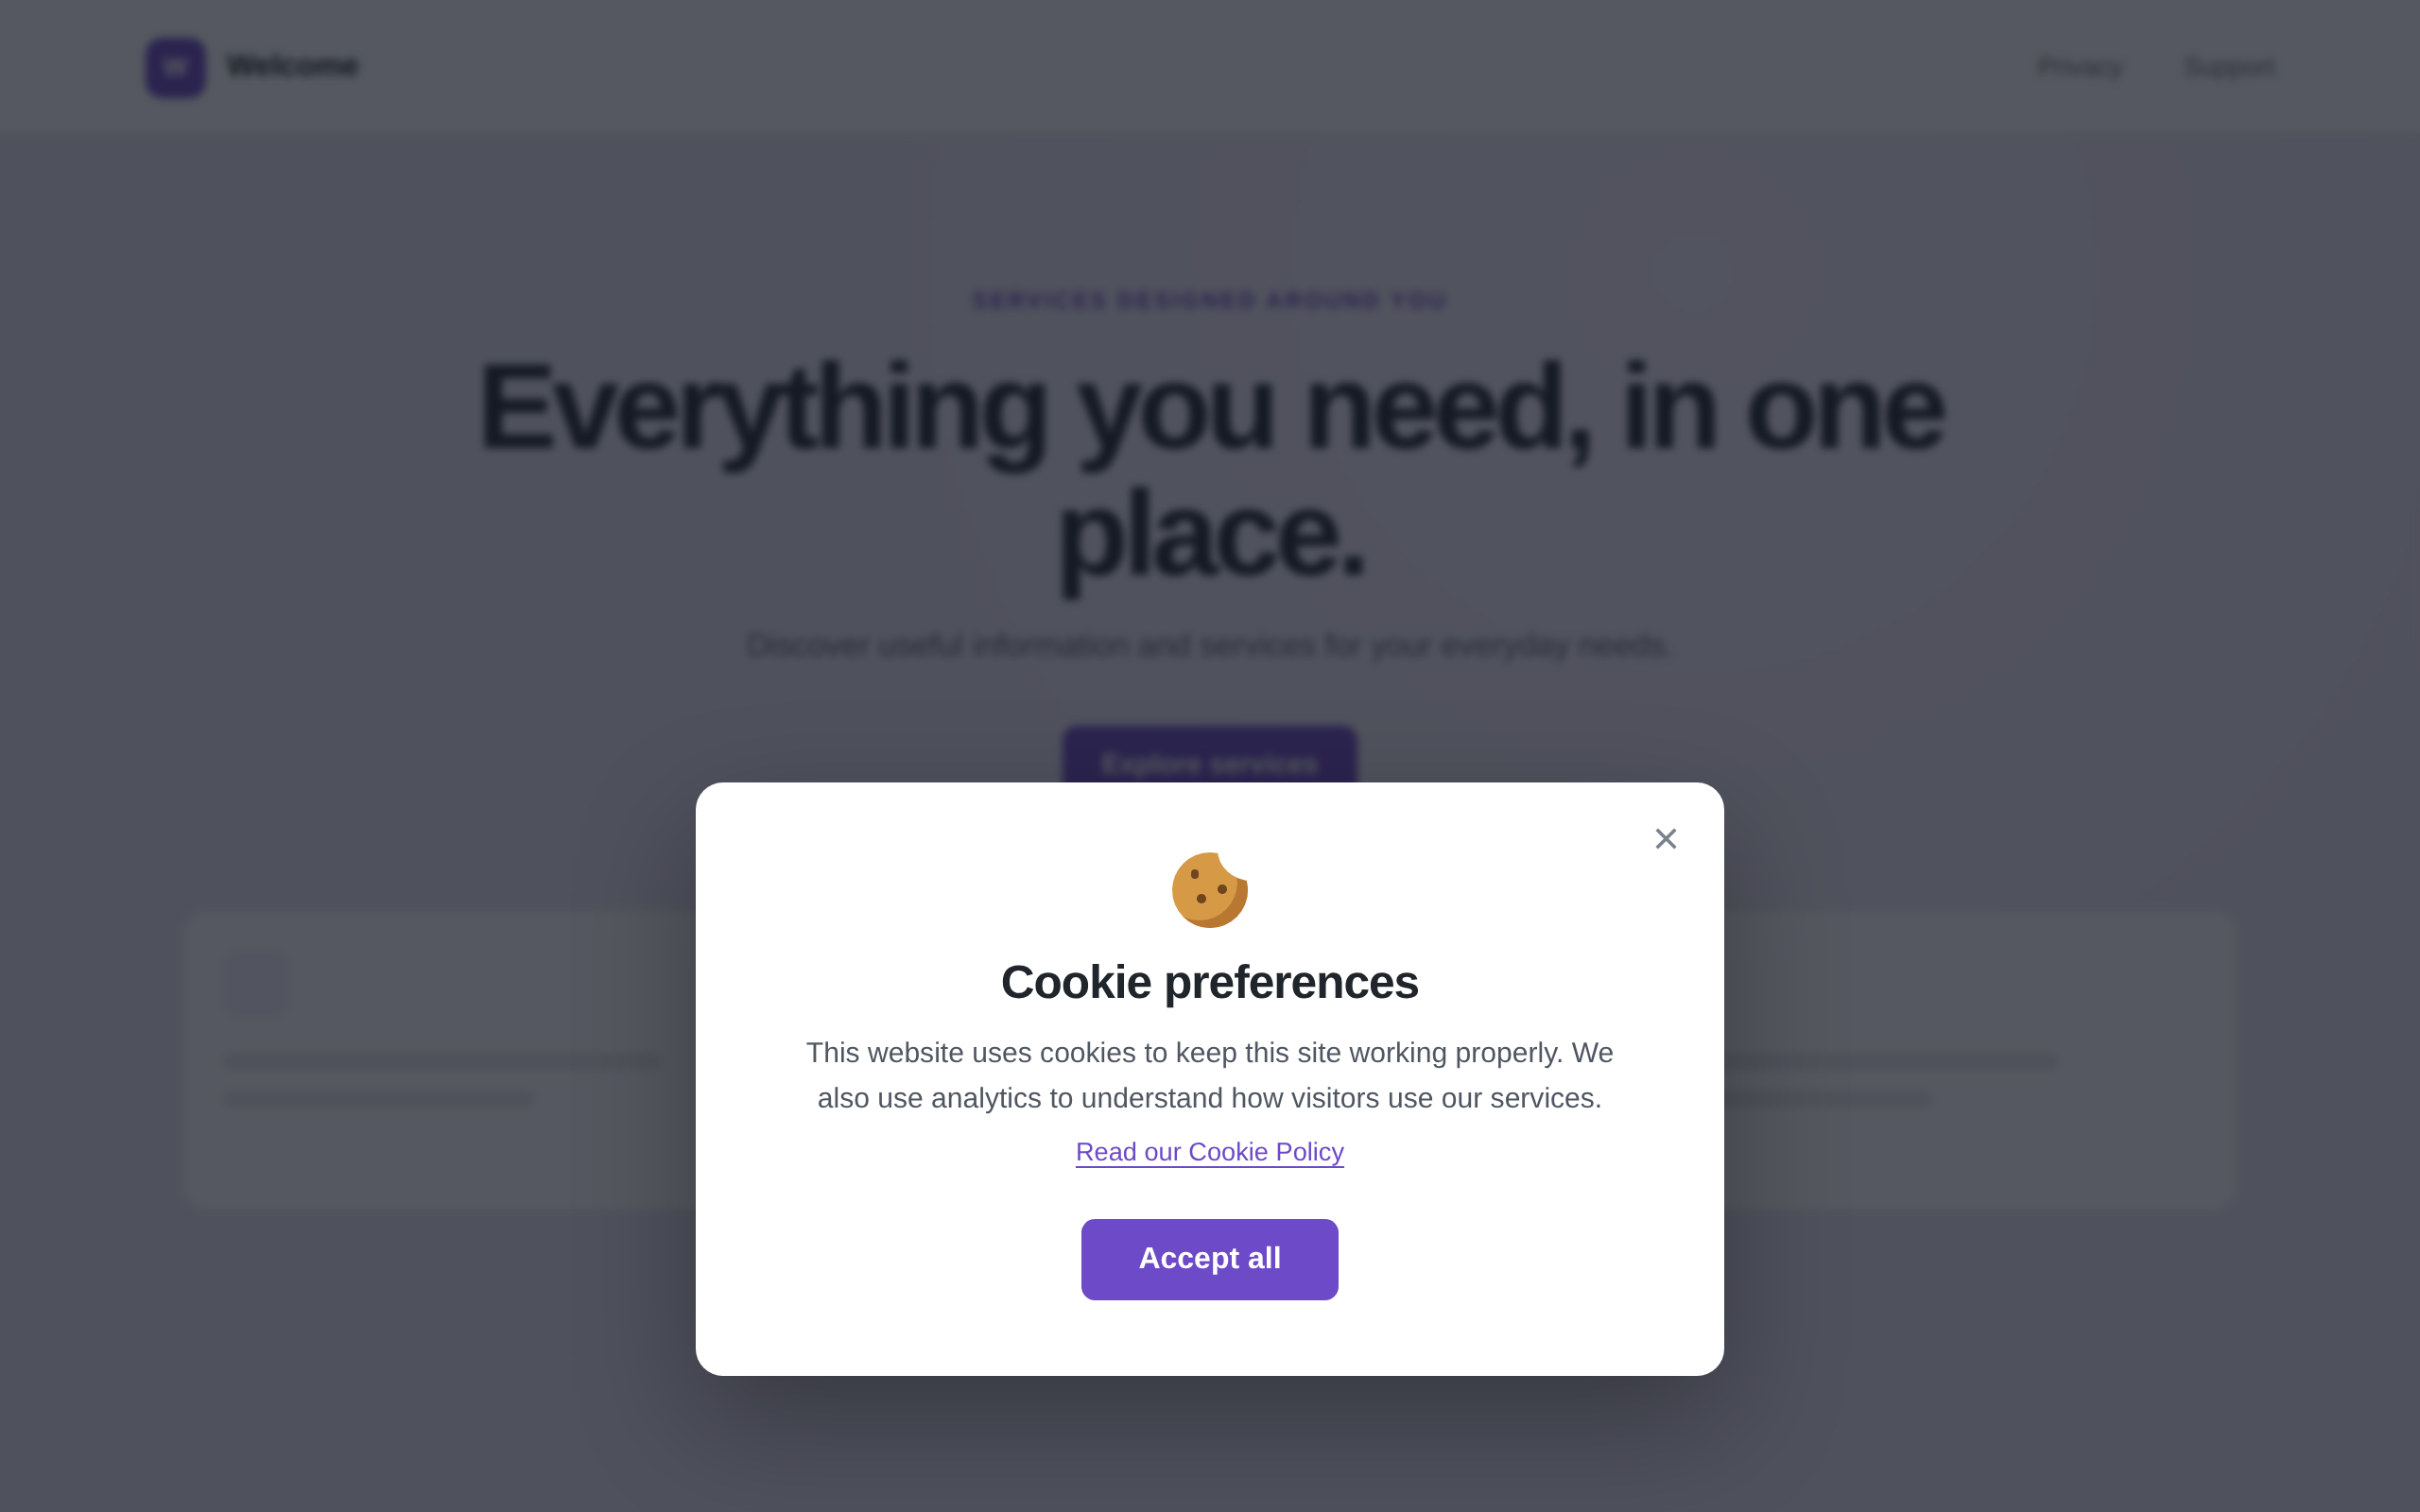 W Welcome
Privacy Support
SERVICES DESIGNED AROUND YOU
Everything you need, in one
place.
Discover useful information and services for your everyday needs.
Explore services
×
Cookie preferences
This website uses cookies to keep this site working properly. We
also use analytics to understand how visitors use our services.
Read our Cookie Policy
Accept all